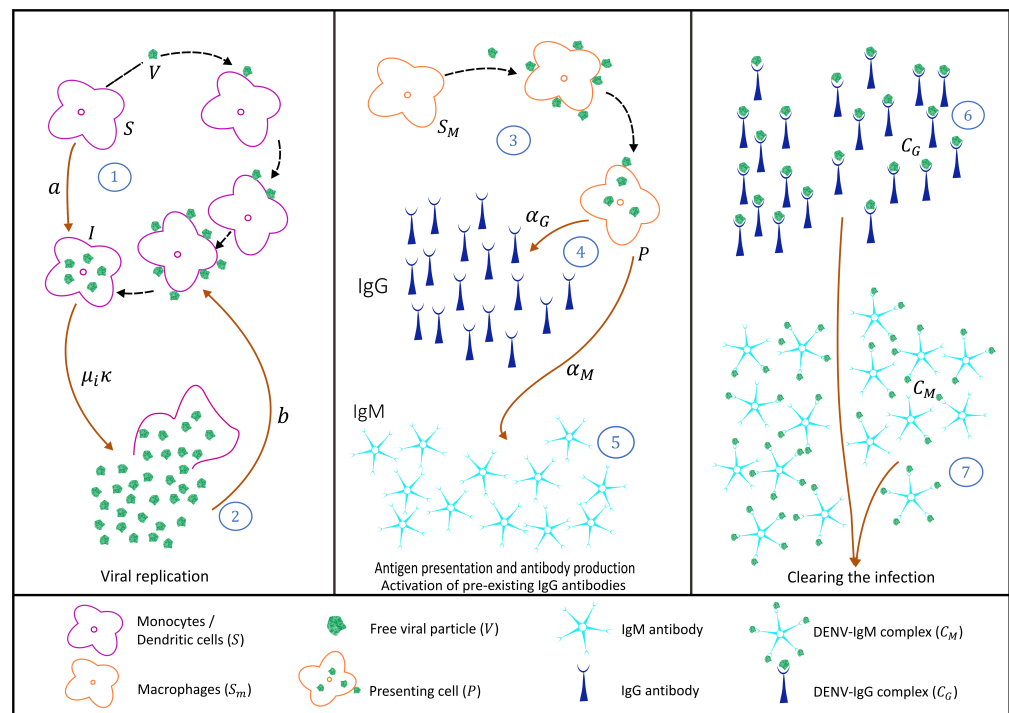 V
S
1
a
I
μᵢκ
b
2
Viral replication
S_M
3
α_G
4
P
IgG
α_M
IgM
5
Antigen presentation and antibody production
Activation of pre-existing IgG antibodies
6
C_G
C_M
7
Clearing the infection
Monocytes /
Dendritic cells (S)
Free viral particle (V)
IgM antibody
DENV-IgM complex (C_M)
Macrophages (S_m)
Presenting cell (P)
IgG antibody
DENV-IgG complex (C_G)